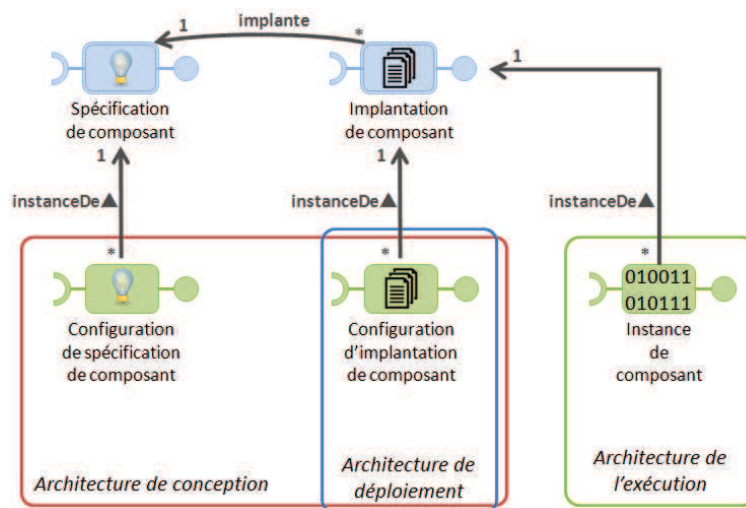 implante
1
*
1
Spécification
de composant
Implantation
de composant
1
1
instanceDe▲
instanceDe▲
instanceDe▲
*
*
*
010011
010111
Configuration
de spécification
de composant
Configuration
d'implantation
de composant
Instance
de
composant
Architecture de conception
Architecture de
déploiement
Architecture de
l'exécution